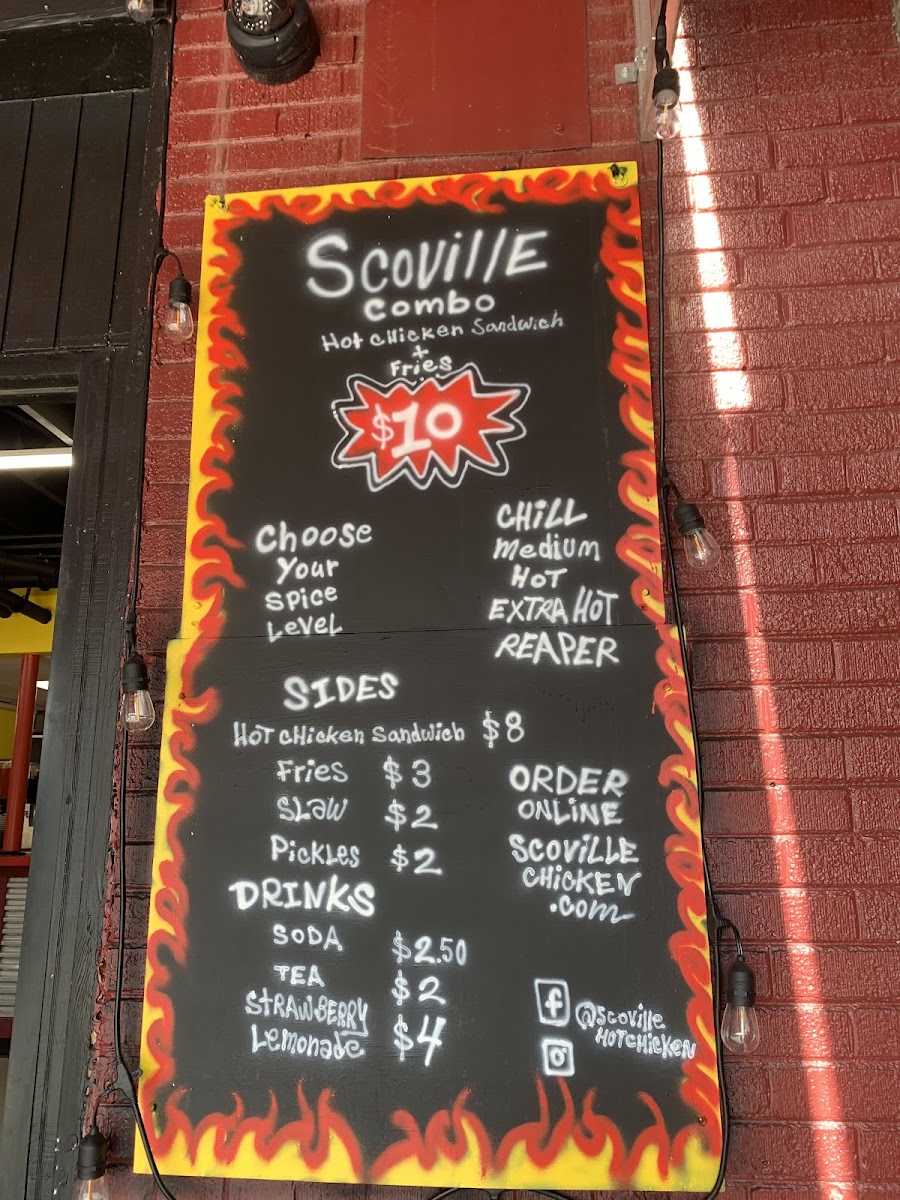 ScovillE
combo
Hot cHicken Sandwich
+
Fries
$10
Choose
Your
Spice
Level
CHiLL
Medium
HOT
EXTRA HOT
REAPER
SIDES
HOT cHicken Sandwich $8
Fries $3
SLaw $2
Pickles $2
ORDER
ONLiNE
SCOViLLE
CHiCKEN
.com
DRINKS
SODA $2.50
TEA $2
STRAWBERRY
Lemonade $4
f @Scoville
HOTCHicken